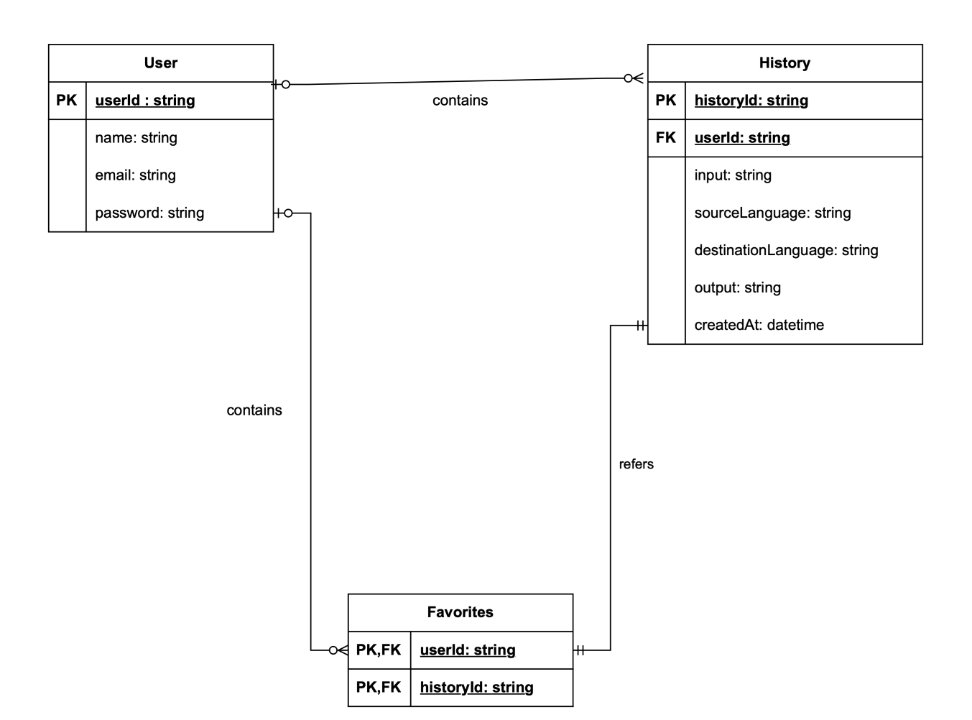 User
PK userId : string
name: string
email: string
password: string
contains
History
PK historyId: string
FK userId: string
input: string
sourceLanguage: string
destinationLanguage: string
output: string
createdAt: datetime
contains
refers
Favorites
PK,FK userId: string
PK,FK historyId: string